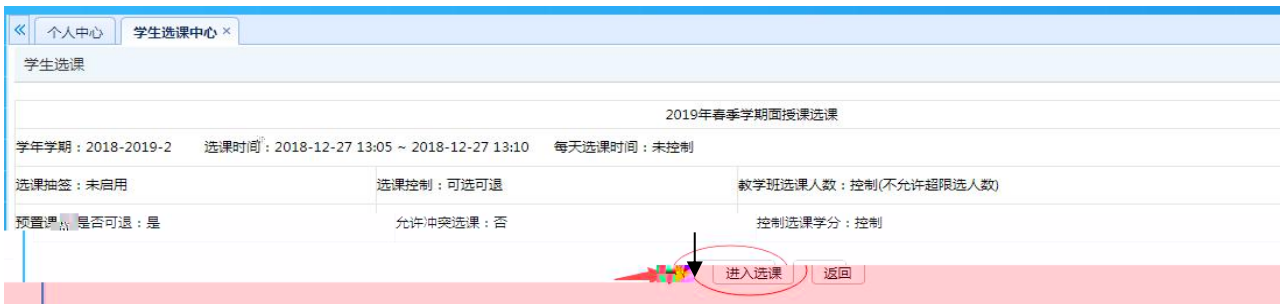 « 个人中心 学生选课中心 ×
学生选课
2019年春季学期面授课选课
学年学期：2018-2019-2 选课时间：2018-12-27 13:05 ~ 2018-12-27 13:10 每天选课时间：未控制
选课抽签：未启用 选课控制：可选可退 教学班选课人数：控制(不允许超限选人数)
预置课 是否可退：是 允许冲突选课：否 控制选课学分：控制
进入选课 返回